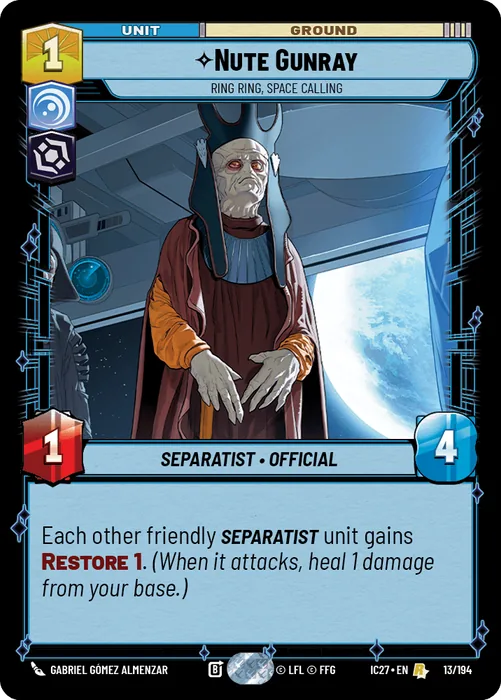 UNIT GROUND
1
NUTE GUNRAY
RING RING, SPACE CALLING
1
SEPARATIST • OFFICIAL
4
Each other friendly SEPARATIST unit gains
RESTORE 1. (When it attacks, heal 1 damage
from your base.)
GABRIEL GÓMEZ ALMENZAR B © LFL © FFG IC27 • EN R 13/194